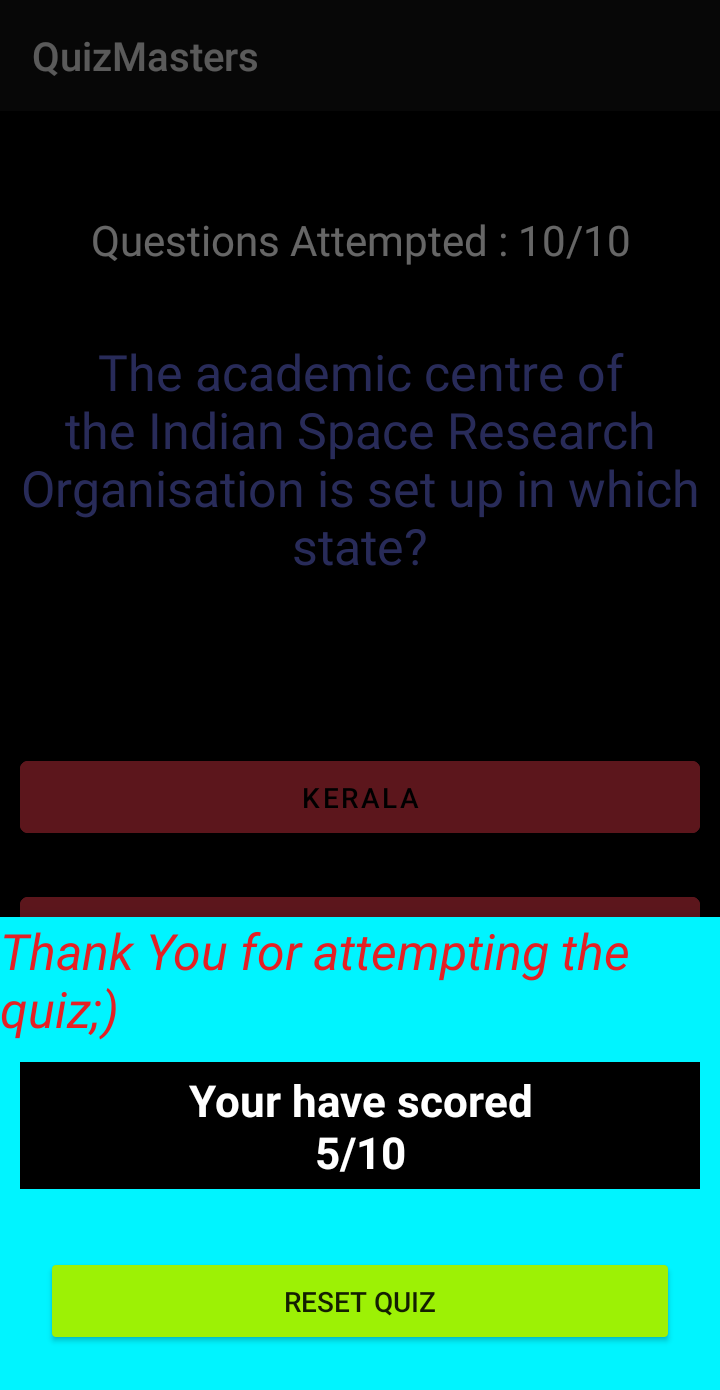 QuizMasters
Questions Attempted : 10/10
The academic centre of
the Indian Space Research
Organisation is set up in which
state?
KERALA
Thank You for attempting the
quiz;)
Your have scored
5/10
RESET QUIZ